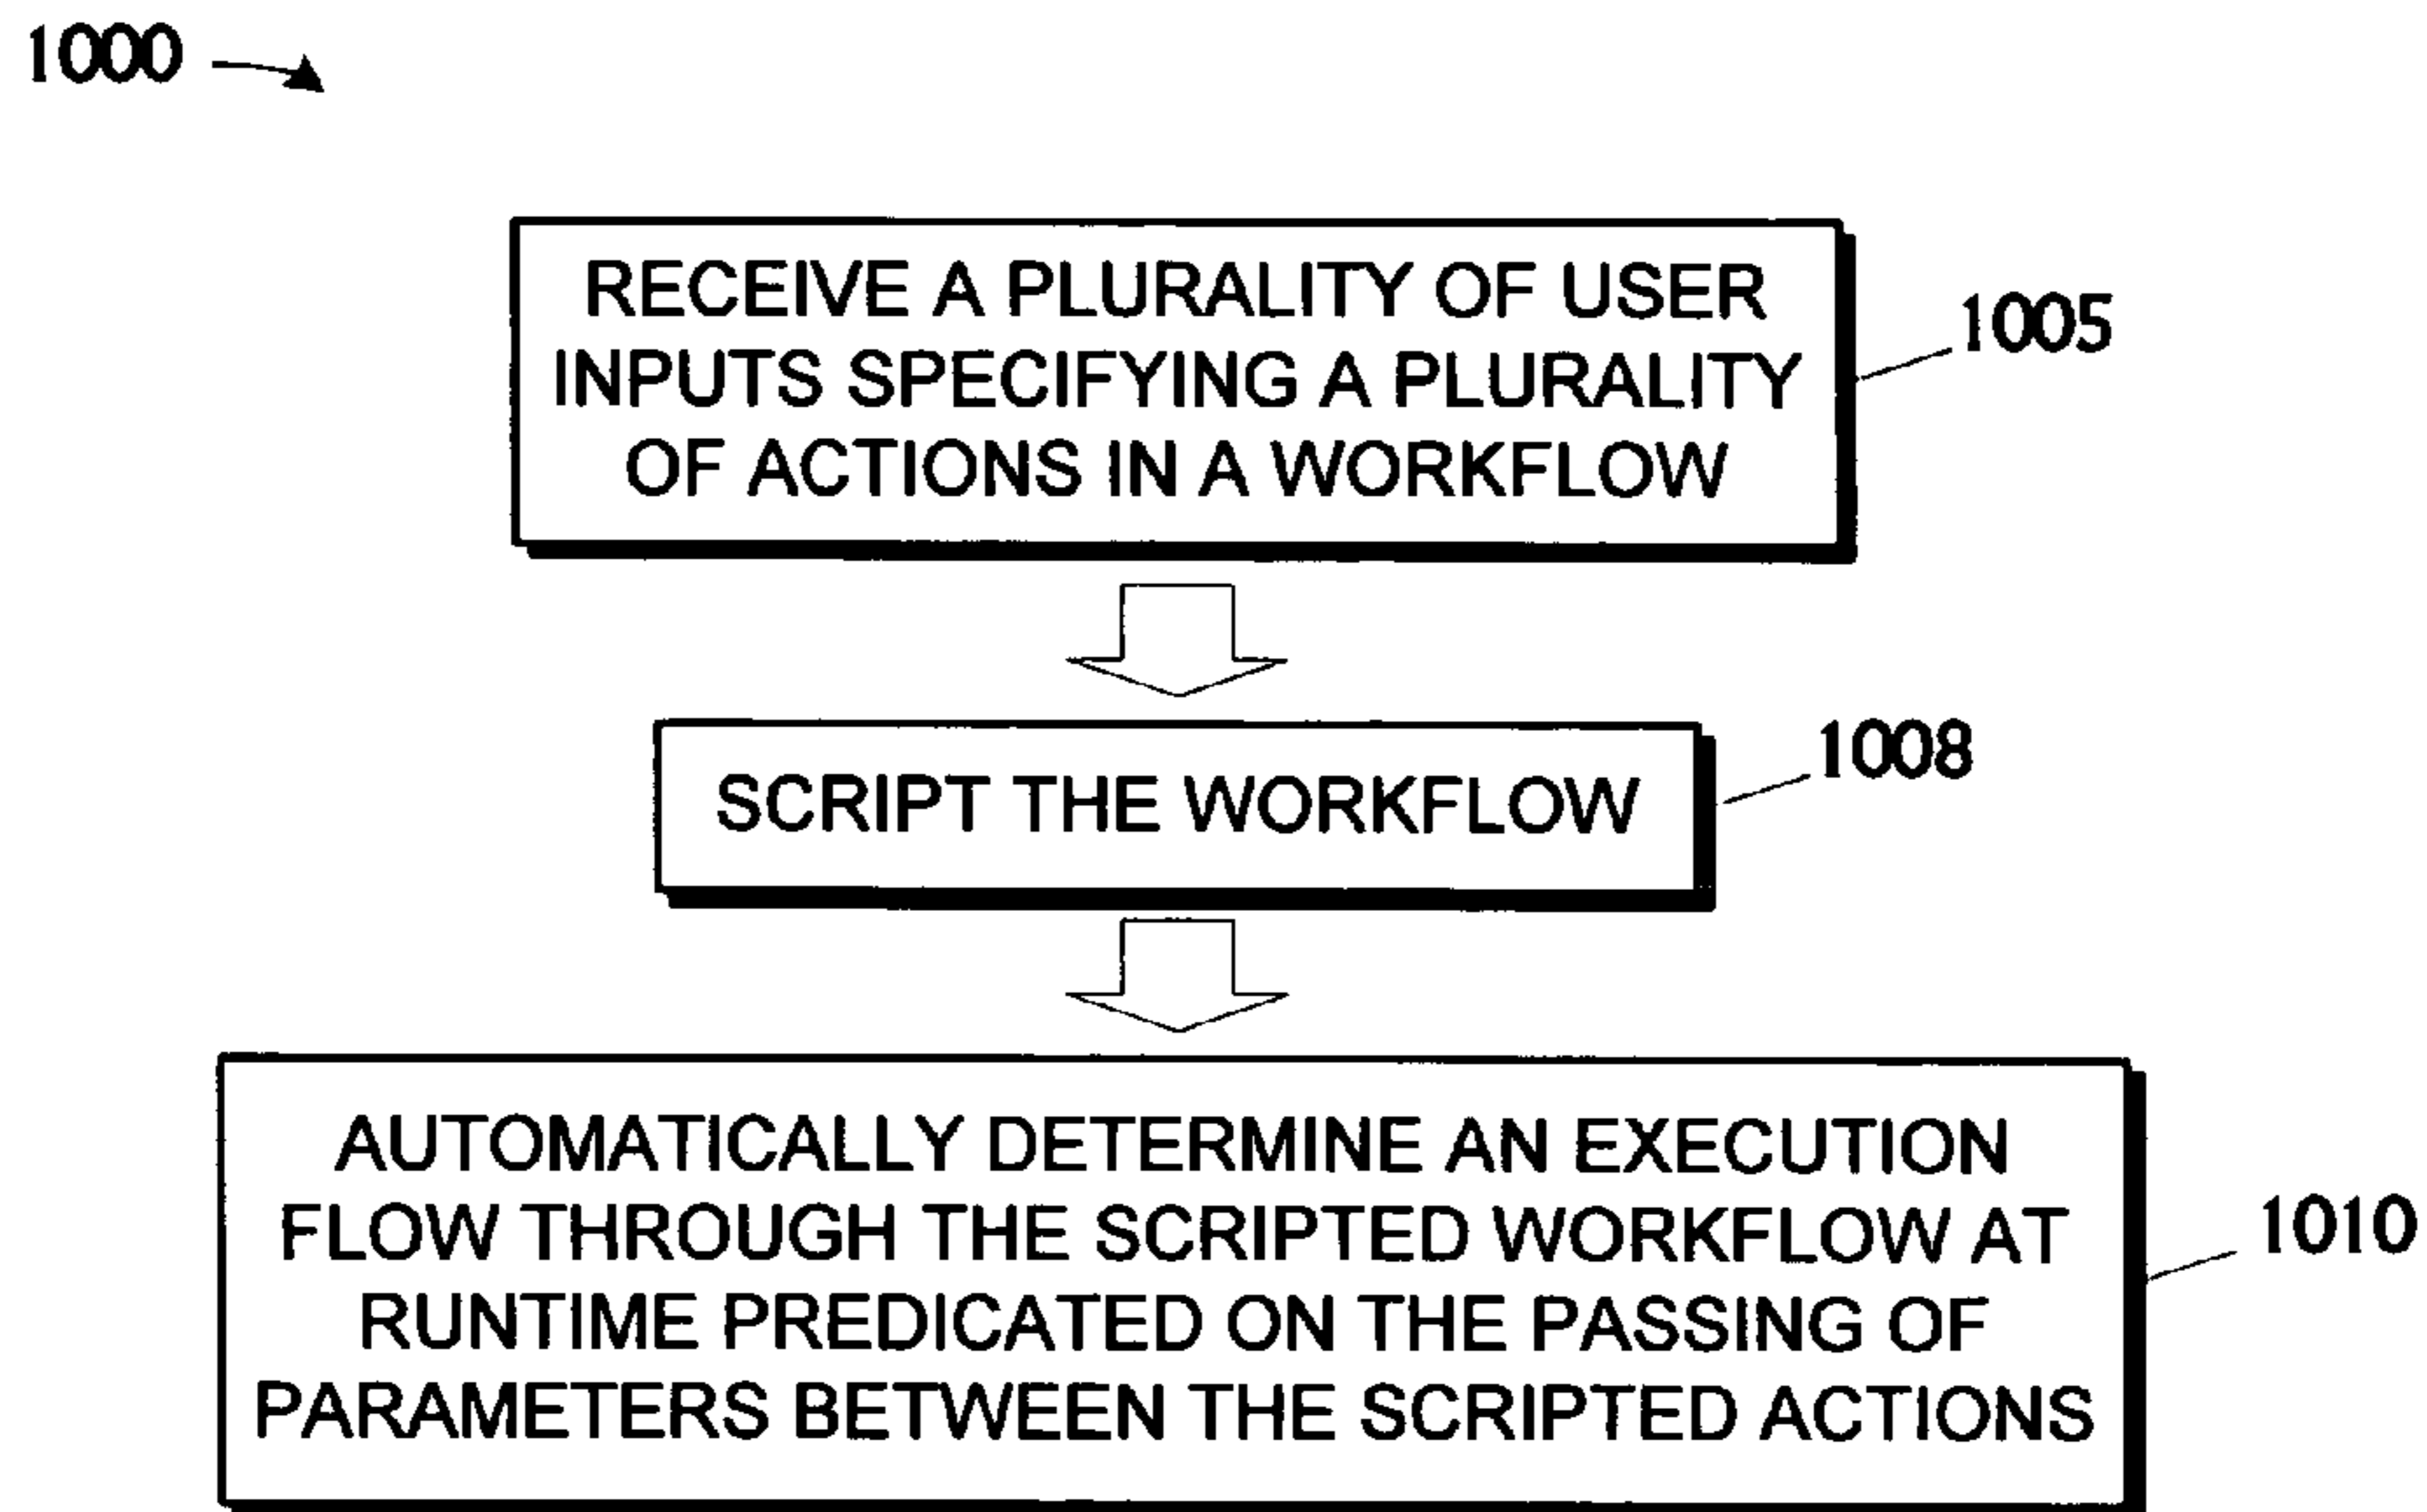 1000
RECEIVE A PLURALITY OF USER
INPUTS SPECIFYING A PLURALITY
OF ACTIONS IN A WORKFLOW
1005
SCRIPT THE WORKFLOW
1008
AUTOMATICALLY DETERMINE AN EXECUTION
FLOW THROUGH THE SCRIPTED WORKFLOW AT
RUNTIME PREDICATED ON THE PASSING OF
PARAMETERS BETWEEN THE SCRIPTED ACTIONS
1010